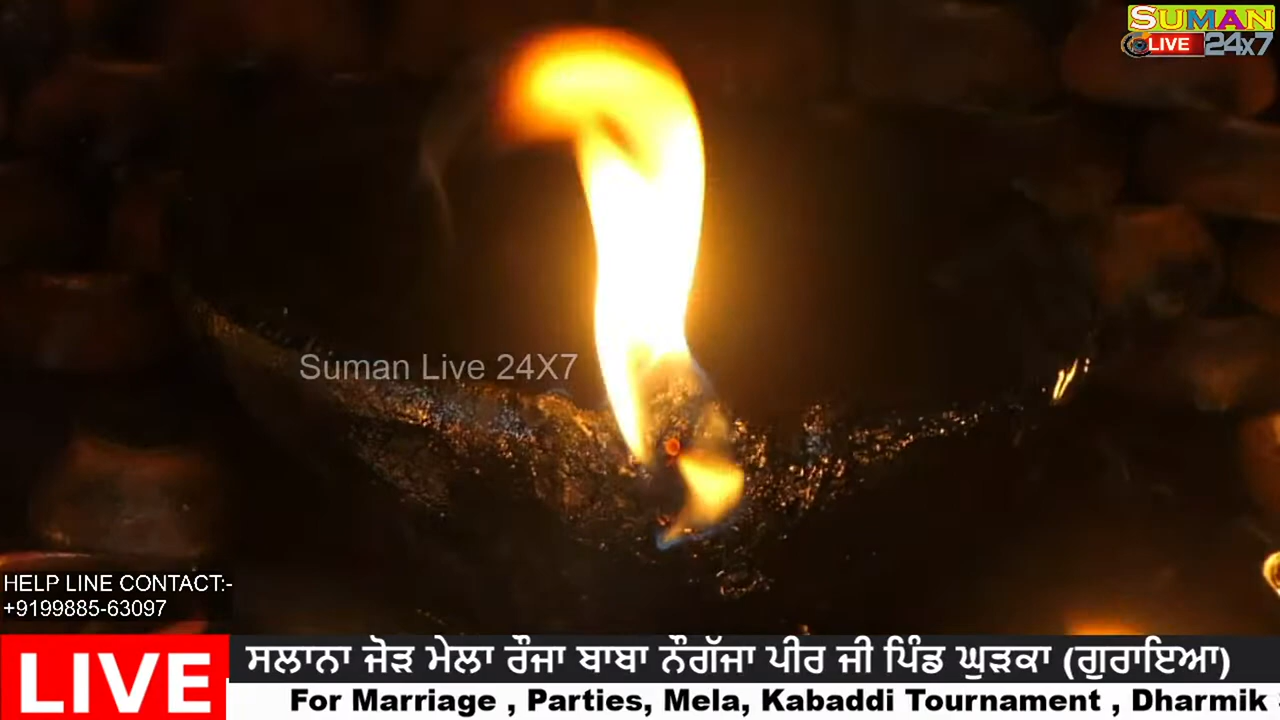 SUMAN
LIVE 24x7
Suman Live 24X7
HELP LINE CONTACT:-
+9199885-63097
LIVE
ਸਲਾਨਾ ਜੋੜ ਮੇਲਾ ਰੌਜਾ ਬਾਬਾ ਨੌਗੱਜਾ ਪੀਰ ਜੀ ਪਿੰਡ ਘੁੜਕਾ (ਗੁਰਾਇਆ)
For Marriage , Parties, Mela, Kabaddi Tournament , Dharmik